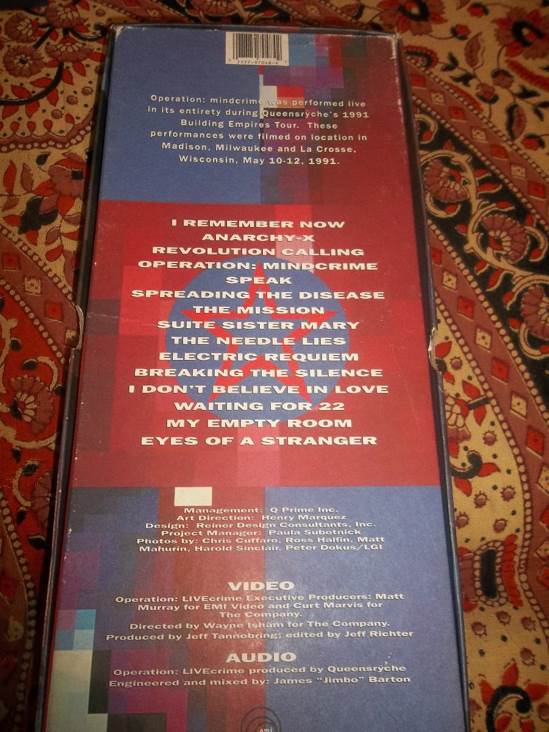 Operation: mindcrime was performed live
in its entirety during Queensrÿche's 1991
Building Empires Tour. These
performances were filmed on location in
Madison, Milwaukee and La Crosse,
Wisconsin, May 10-12, 1991.
I REMEMBER NOW
ANARCHY-X
REVOLUTION CALLING
OPERATION: MINDCRIME
SPEAK
SPREADING THE DISEASE
THE MISSION
SUITE SISTER MARY
THE NEEDLE LIES
ELECTRIC REQUIEM
BREAKING THE SILENCE
I DON'T BELIEVE IN LOVE
WAITING FOR 22
MY EMPTY ROOM
EYES OF A STRANGER
Management: Q Prime Inc.
Art Direction: Henry Marquez
Design: Reiner Design Consultants, Inc.
Project Manager: Paula Subotnick
Photos by: Chris Cuffaro, Ross Halfin, Matt
Mahurin, Harold Sinclair, Peter Dokus/LGI
VIDEO
Operation: LIVEcrime Executive Producers: Matt
Murray for EMI Video and Curt Marvis for
The Company.
Directed by Wayne Isham for The Company.
Produced by Jeff Tannebring; edited by Jeff Richter
AUDIO
Operation: LIVEcrime produced by Queensrÿche
Engineered and mixed by: James "Jimbo" Barton
EMI